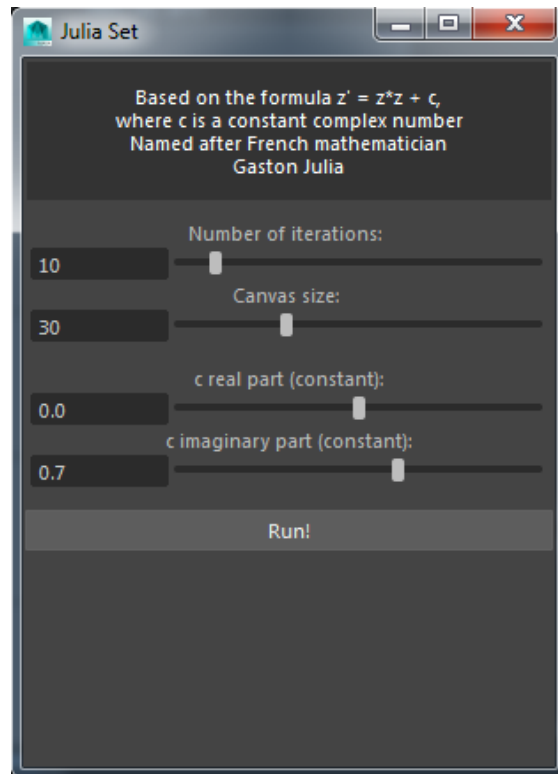 Julia Set
Based on the formula z' = z*z + c,
where c is a constant complex number
Named after French mathematician
Gaston Julia
Number of iterations:
10
Canvas size:
30
c real part (constant):
0.0
c imaginary part (constant):
0.7
Run!